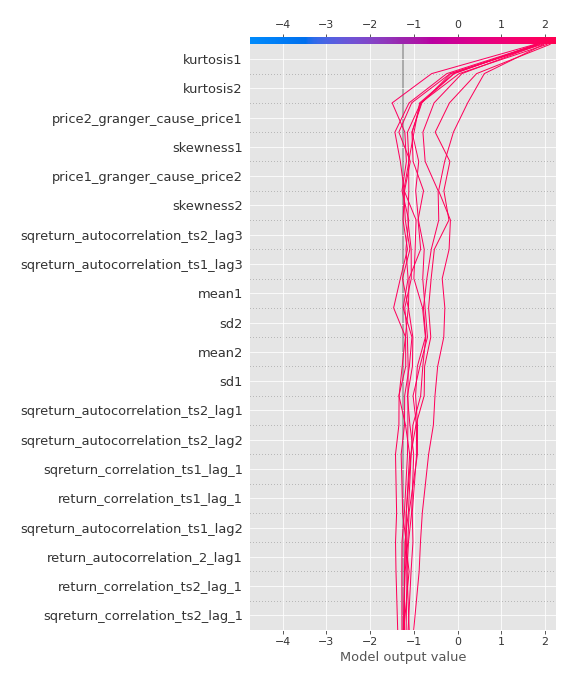 −4 −3 −2 −1 0 1 2
kurtosis1
kurtosis2
price2_granger_cause_price1
skewness1
price1_granger_cause_price2
skewness2
sqreturn_autocorrelation_ts2_lag3
sqreturn_autocorrelation_ts1_lag3
mean1
sd2
mean2
sd1
sqreturn_autocorrelation_ts2_lag1
sqreturn_autocorrelation_ts2_lag2
sqreturn_correlation_ts1_lag_1
return_correlation_ts1_lag_1
sqreturn_autocorrelation_ts1_lag2
return_autocorrelation_2_lag1
return_correlation_ts2_lag_1
sqreturn_correlation_ts2_lag_1
−4 −3 −2 −1 0 1 2
Model output value